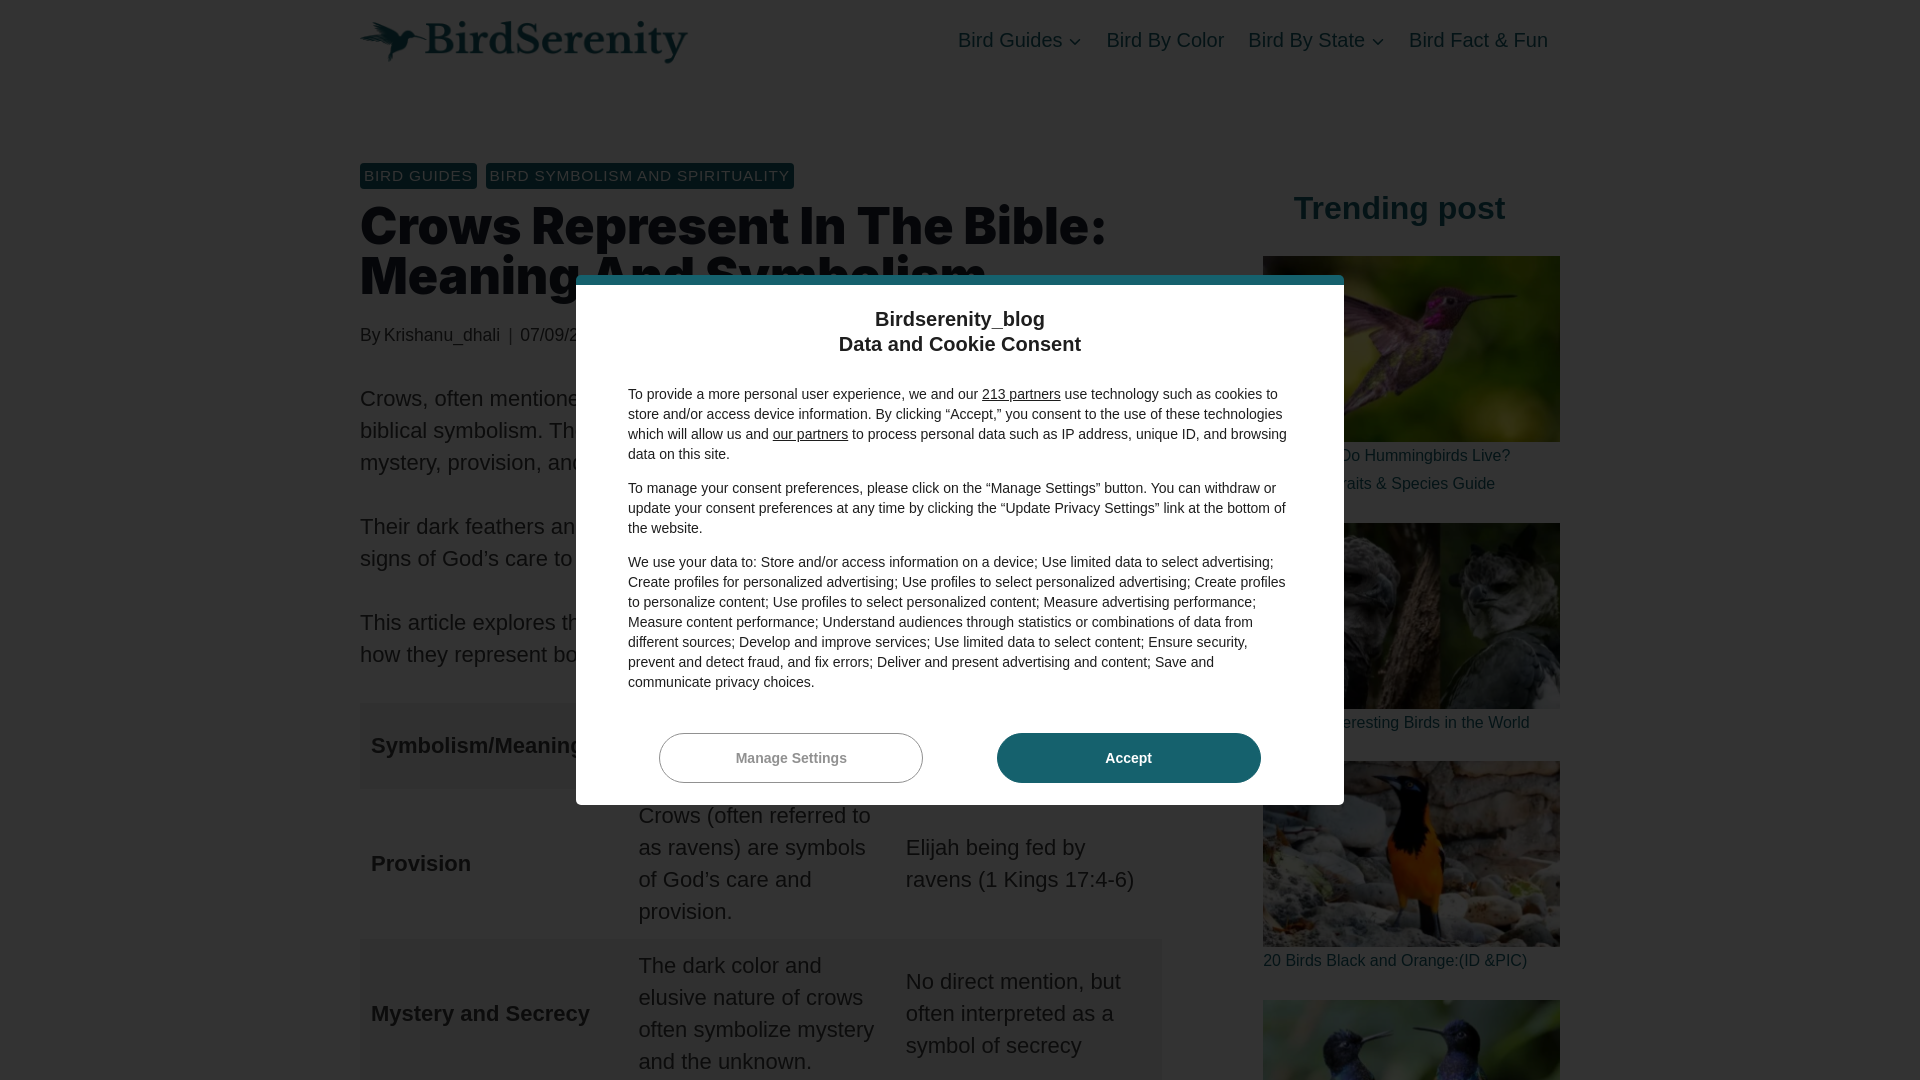 BirdSerenity
Bird Guides
Bird By Color
Bird By State
Bird Fact & Fun
BIRD GUIDES
BIRD SYMBOLISM AND SPIRITUALITY
Crows Represent In The Bible:
Meaning And Symbolism
By Krishanu_dhali | 07/09/2
Crows, often mentione
biblical symbolism. Th
mystery, provision, and
Their dark feathers an
signs of God’s care to
This article explores th
how they represent bo
Symbolism/Meaning
Provision
Crows (often referred to
as ravens) are symbols
of God’s care and
provision.
Elijah being fed by
ravens (1 Kings 17:4-6)
Mystery and Secrecy
The dark color and
elusive nature of crows
often symbolize mystery
and the unknown.
No direct mention, but
often interpreted as a
symbol of secrecy
Birdserenity_blog
Data and Cookie Consent
To provide a more personal user experience, we and our 213 partners use technology such as cookies to
store and/or access device information. By clicking “Accept,” you consent to the use of these technologies
which will allow us and our partners to process personal data such as IP address, unique ID, and browsing
data on this site.
To manage your consent preferences, please click on the “Manage Settings” button. You can withdraw or
update your consent preferences at any time by clicking the “Update Privacy Settings” link at the bottom of
the website.
We use your data to: Store and/or access information on a device; Use limited data to select advertising;
Create profiles for personalized advertising; Use profiles to select personalized advertising; Create profiles
to personalize content; Use profiles to select personalized content; Measure advertising performance;
Measure content performance; Understand audiences through statistics or combinations of data from
different sources; Develop and improve services; Use limited data to select content; Ensure security,
prevent and detect fraud, and fix errors; Deliver and present advertising and content; Save and
communicate privacy choices.
Manage Settings
Accept
Trending post
Do Hummingbirds Live?
raits & Species Guide
eresting Birds in the World
20 Birds Black and Orange:(ID &PIC)